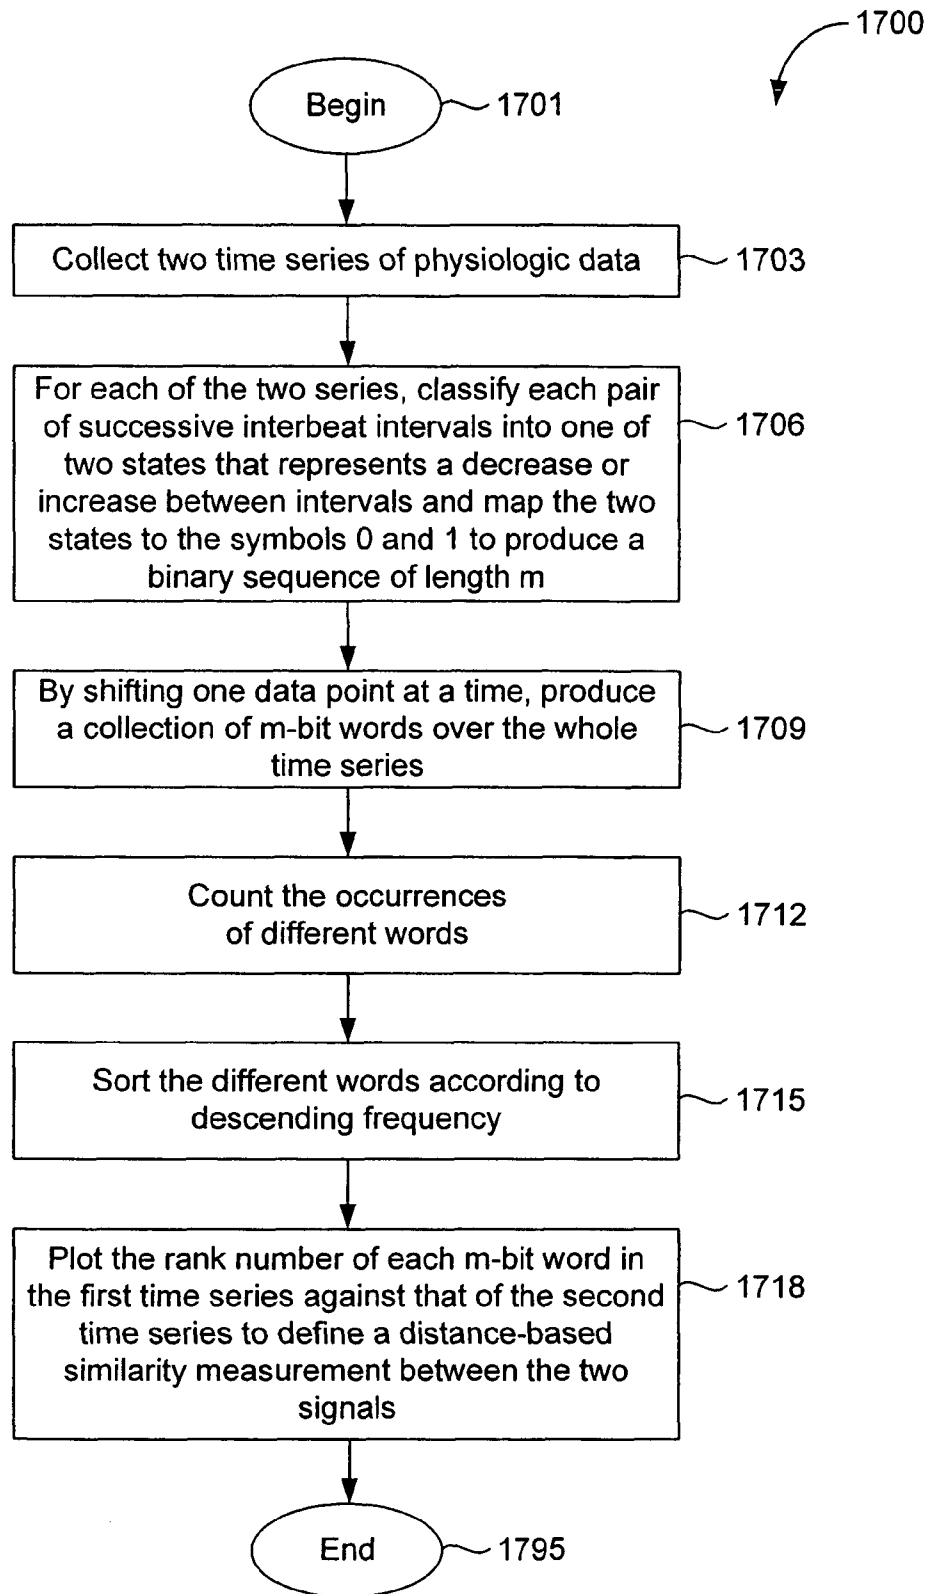 1700
Begin
1701
Collect two time series of physiologic data
1703
For each of the two series, classify each pair
of successive interbeat intervals into one of
two states that represents a decrease or
increase between intervals and map the two
states to the symbols 0 and 1 to produce a
binary sequence of length m
1706
By shifting one data point at a time, produce
a collection of m-bit words over the whole
time series
1709
Count the occurrences
of different words
1712
Sort the different words according to
descending frequency
1715
Plot the rank number of each m-bit word in
the first time series against that of the second
time series to define a distance-based
similarity measurement between the two
signals
1718
End
1795